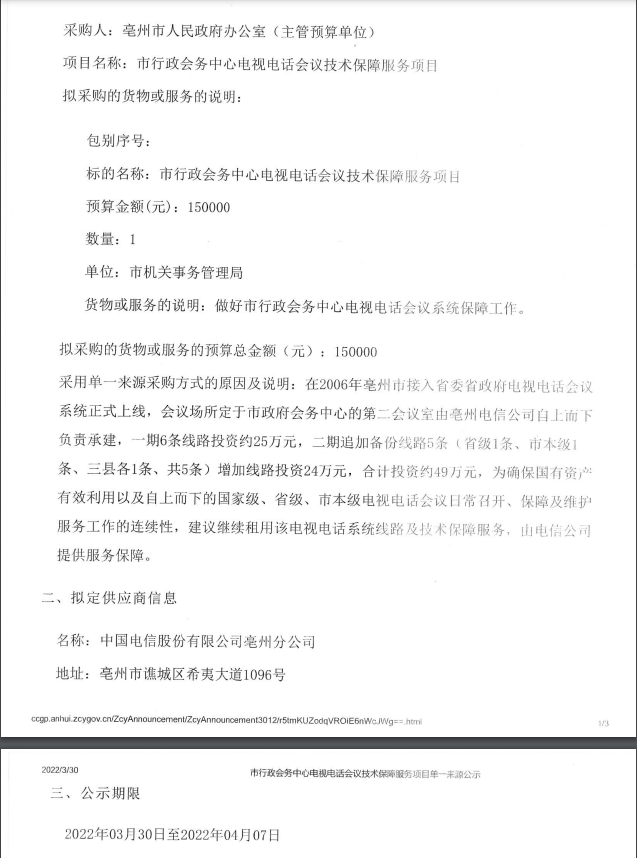 采购人：亳州市人民政府办公室（主管预算单位）
项目名称：市行政会务中心电视电话会议技术保障服务项目
拟采购的货物或服务的说明：
包别序号：
标的名称：市行政会务中心电视电话会议技术保障服务项目
预算金额(元)：150000
数量：1
单位：市机关事务管理局
货物或服务的说明：做好市行政会务中心电视电话会议系统保障工作。
拟采购的货物或服务的预算总金额（元）：150000
采用单一来源采购方式的原因及说明：在2006年亳州市接入省委省政府电视电话会议
系统正式上线，会议场所定于市政府会务中心的第二会议室由亳州电信公司自上而下
负责承建，一期6条线路投资约25万元，二期追加备份线路5条（省级1条、市本级1
条、三县各1条、共5条）增加线路投资24万元，合计投资约49万元，为确保国有资产
有效利用以及自上而下的国家级、省级、市本级电视电话会议日常召开、保障及维护
服务工作的连续性，建议继续租用该电视电话系统线路及技术保障服务，由电信公司
提供服务保障。
二、拟定供应商信息
名称：中国电信股份有限公司亳州分公司
地址：亳州市谯城区希夷大道1096号
ccgp.anhui.zcygov.cn/ZcyAnnouncement/ZcyAnnouncement3012/r5tmKUZodqVROiE6nWcJWg==.html
1/3
2022/3/30
市行政会务中心电视电话会议技术保障服务项目单一来源公示
三、公示期限
2022年03月30日至2022年04月07日